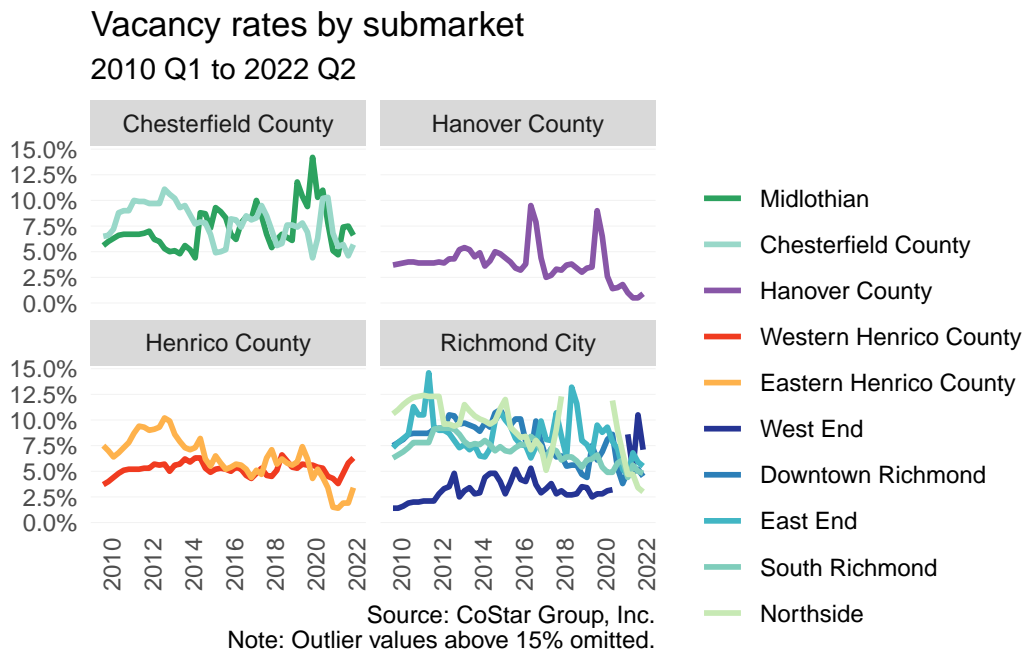 Vacancy rates by submarket
2010 Q1 to 2022 Q2
Chesterfield County
Hanover County
15.0%
12.5%
10.0%
7.5%
5.0%
2.5%
0.0%
Henrico County
Richmond City
15.0%
12.5%
10.0%
7.5%
5.0%
2.5%
0.0%
2010
2012
2014
2016
2018
2020
2022
2010
2012
2014
2016
2018
2020
2022
Midlothian
Chesterfield County
Hanover County
Western Henrico County
Eastern Henrico County
West End
Downtown Richmond
East End
South Richmond
Northside
Source: CoStar Group, Inc.
Note: Outlier values above 15% omitted.